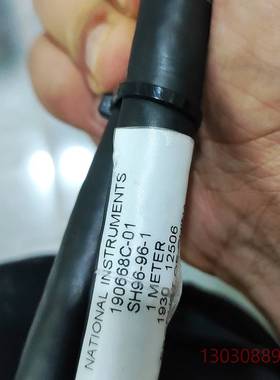 NATIONAL INSTRUMENTS
190668C-01
SH96-96-1
1 METER
1930 12506
13030889